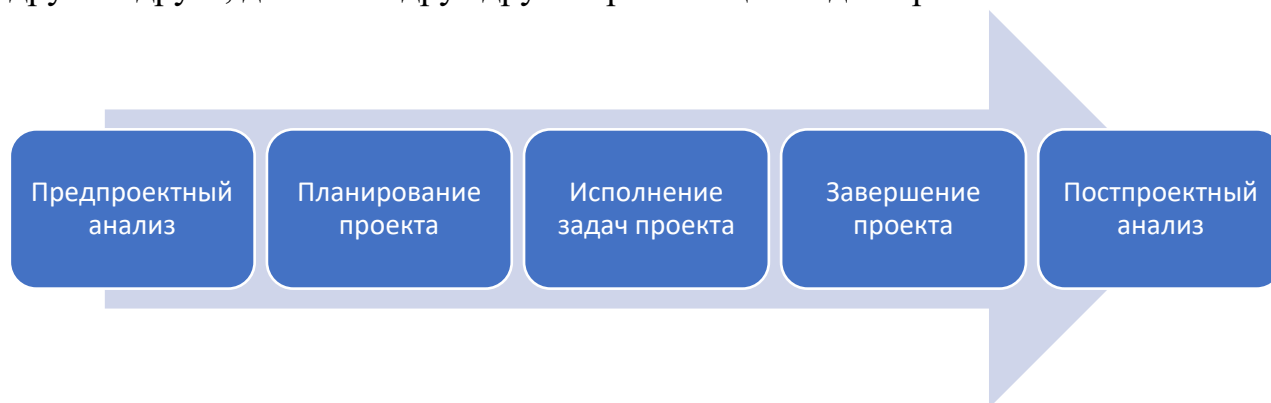 Предпроектный
анализ
Планирование
проекта
Исполнение
задач проекта
Завершение
проекта
Постпроектный
анализ